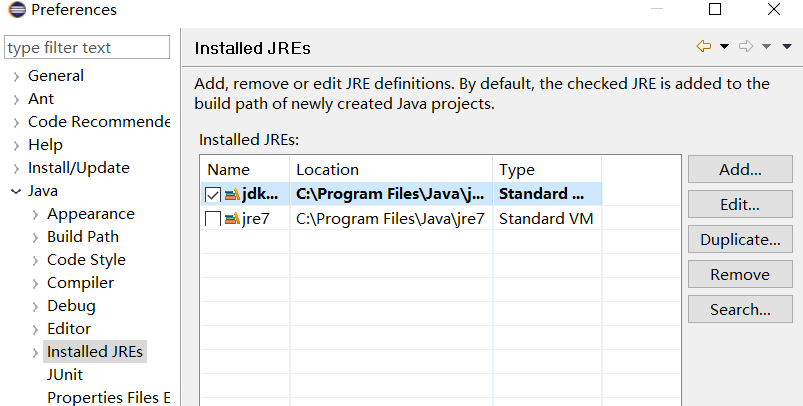 Preferences
type filter text
General
Ant
Code Recommende
Help
Install/Update
Java
Appearance
Build Path
Code Style
Compiler
Debug
Editor
Installed JREs
JUnit
Properties Files E
Installed JREs
Add, remove or edit JRE definitions. By default, the checked JRE is added to the
build path of newly created Java projects.
Installed JREs:
Name Location Type
jdk... C:\Program Files\Java\j... Standard ...
jre7 C:\Program Files\Java\jre7 Standard VM
Add...
Edit...
Duplicate...
Remove
Search...